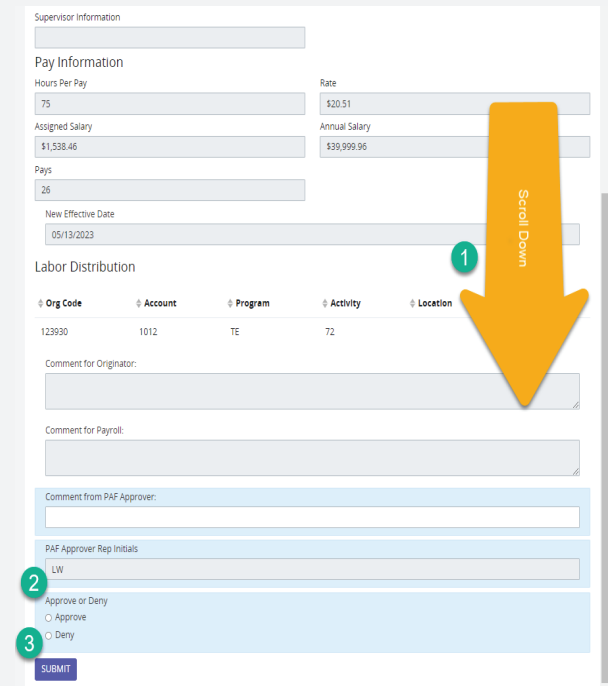 Supervisor Information
Pay Information
Hours Per Pay Rate
75 $20.51
Assigned Salary Annual Salary
$1,538.46 $39,999.96
Pays
26
New Effective Date
05/13/2023
Scroll Down
1
Labor Distribution
Org Code Account Program Activity Location
123930 1012 TE 72
Comment for Originator:
Comment for Payroll:
Comment from PAF Approver:
PAF Approver Rep Initials
LW
2
Approve or Deny
Approve
Deny
3
SUBMIT